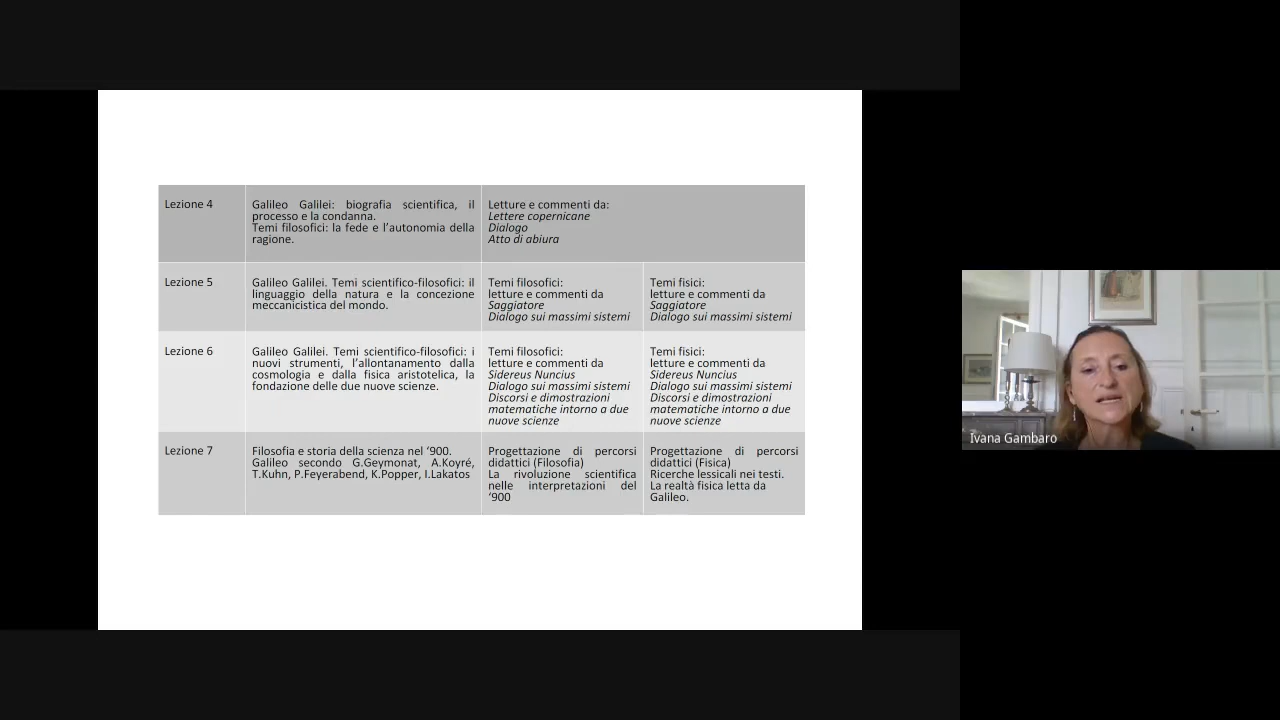 Lezione 4
Galileo Galilei: biografia scientifica, il
processo e la condanna.
Temi filosofici: la fede e l’autonomia della
ragione.
Letture e commenti da:
Lettere copernicane
Dialogo
Atto di abiura
Lezione 5
Galileo Galilei. Temi scientifico-filosofici: il
linguaggio della natura e la concezione
meccanicistica del mondo.
Temi filosofici:
letture e commenti da
Saggiatore
Dialogo sui massimi sistemi
Temi fisici:
letture e commenti da
Saggiatore
Dialogo sui massimi sistemi
Lezione 6
Galileo Galilei. Temi scientifico-filosofici: i
nuovi strumenti, l’allontanamento dalla
cosmologia e dalla fisica aristotelica, la
fondazione delle due nuove scienze.
Temi filosofici:
letture e commenti da
Sidereus Nuncius
Dialogo sui massimi sistemi
Discorsi e dimostrazioni
matematiche intorno a due
nuove scienze
Temi fisici:
letture e commenti da
Sidereus Nuncius
Dialogo sui massimi sistemi
Discorsi e dimostrazioni
matematiche intorno a due
nuove scienze
Lezione 7
Filosofia e storia della scienza nel ‘900.
Galileo secondo G.Geymonat, A.Koyré,
T.Kuhn, P.Feyerabend, K.Popper, I.Lakatos
Progettazione di percorsi
didattici (Filosofia)
La rivoluzione scientifica
nelle interpretazioni del
‘900
Progettazione di percorsi
didattici (Fisica)
Ricerche lessicali nei testi.
La realtà fisica letta da
Galileo.
Ivana Gambaro